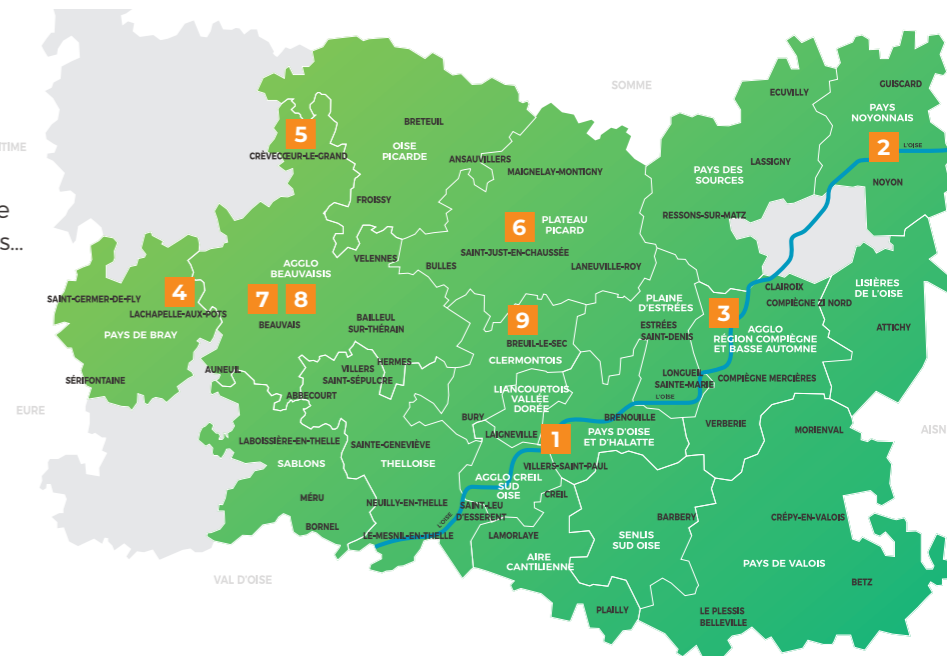 SOMME
ECUVILLY
GUISCARD
PAYS
NOYONNAIS
5
BRETEUIL
OISE
PICARDE
2
L'OISE
TIME
CRÈVECŒUR-LE-GRAND
ANSAUVILLERS
MAIGNELAY-MONTIGNY
PAYS DES
SOURCES
LASSIGNY
NOYON
e
FROISSY
RESSONS-SUR-MATZ
6
PLATEAU
PICARD
s...
VELENNES
BULLES
SAINT-JUST-EN-CHAUSSÉE
LANEUVILLE-ROY
AGGLO
BEAUVAISIS
4
SAINT-GERMER-DE-FLY
LACHAPELLE-AUX-POTS
PAYS DE BRAY
7
8
BEAUVAIS
BAILLEUL
SUR-THÉRAIN
9
BREUIL-LE-SEC
CLERMONTOIS
PLAINE
D'ESTRÉES
ESTRÉES
SAINT-DENIS
3
CLAIROIX
COMPIÈGNE ZI NORD
AGGLO
RÉGION COMPIÈGNE
ET BASSE AUTOMNE
LISIÈRES
DE L'OISE
ATTICHY
SÉRIFONTAINE
AUNEUIL
HERMES
VILLERS
SAINT-SÉPULCRE
ABBECOURT
LIANCOURTOIS
VALLÉE
DORÉE
LONGUEIL
SAINTE-MARIE
L'OISE
COMPIÈGNE MERCIÈRES
EURE
BURY
LAIGNEVILLE
1
BRENOUILLE
PAYS D'OISE
ET D'HALATTE
VERBERIE
MORIENVAL
AISN
LABOISSIÈRE-EN-THELLE
SAINTE-GENEVIÈVE
SABLONS
THELLOISE
AGGLO CREIL
SUD
OISE
VILLERS-SAINT-PAUL
CREIL
MÉRU
NEUILLY-EN-THELLE
SAINT-LEU
D'ESSERENT
L'OISE
BARBERY
CRÉPY-EN-VALOIS
BORNEL
LE-MESNIL-EN-THELLE
LAMORLAYE
SENLIS
SUD OISE
AIRE
CANTILIENNE
PAYS DE VALOIS
VAL D'OISE
BETZ
PLAILLY
LE PLESSIS
BELLEVILLE